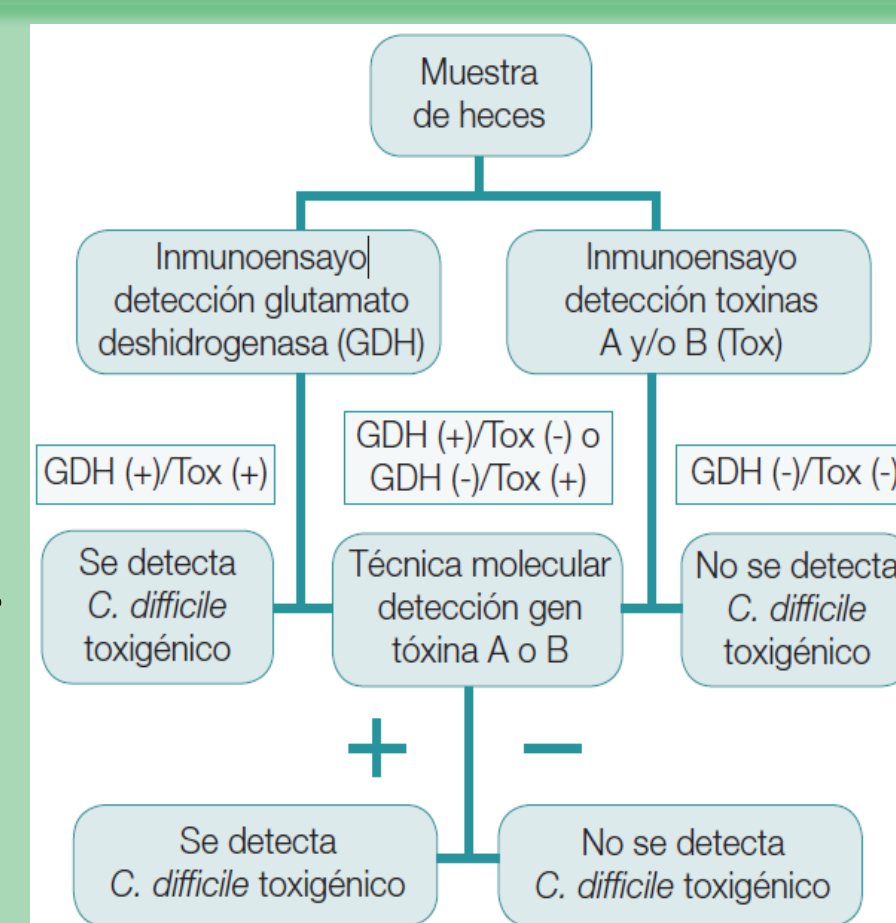 Muestra
de heces
Inmunoensayo
detección glutamato
deshidrogenasa (GDH)
Inmunoensayo
detección toxinas
A y/o B (Tox)
GDH (+)/Tox (+)
GDH (+)/Tox (-) o
GDH (-)/Tox (+)
GDH (-)/Tox (-)
Se detecta
C. difficile
toxigénico
Técnica molecular
detección gen
tóxina A o B
No se detecta
C. difficile
toxigénico
+
−
Se detecta
C. difficile toxigénico
No se detecta
C. difficile toxigénico